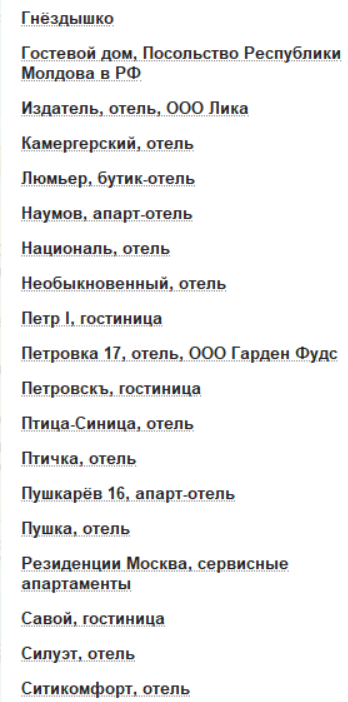 Гнёздышко
Гостевой дом, Посольство Республики
Молдова в РФ
Издатель, отель, ООО Лика
Камергерский, отель
Люмьер, бутик-отель
Наумов, апарт-отель
Националь, отель
Необыкновенный, отель
Петр I, гостиница
Петровка 17, отель, ООО Гарден Фудс
Петровскъ, гостиница
Птица-Синица, отель
Птичка, отель
Пушкарёв 16, апарт-отель
Пушка, отель
Резиденции Москва, сервисные
апартаменты
Савой, гостиница
Силуэт, отель
Ситикомфорт, отель